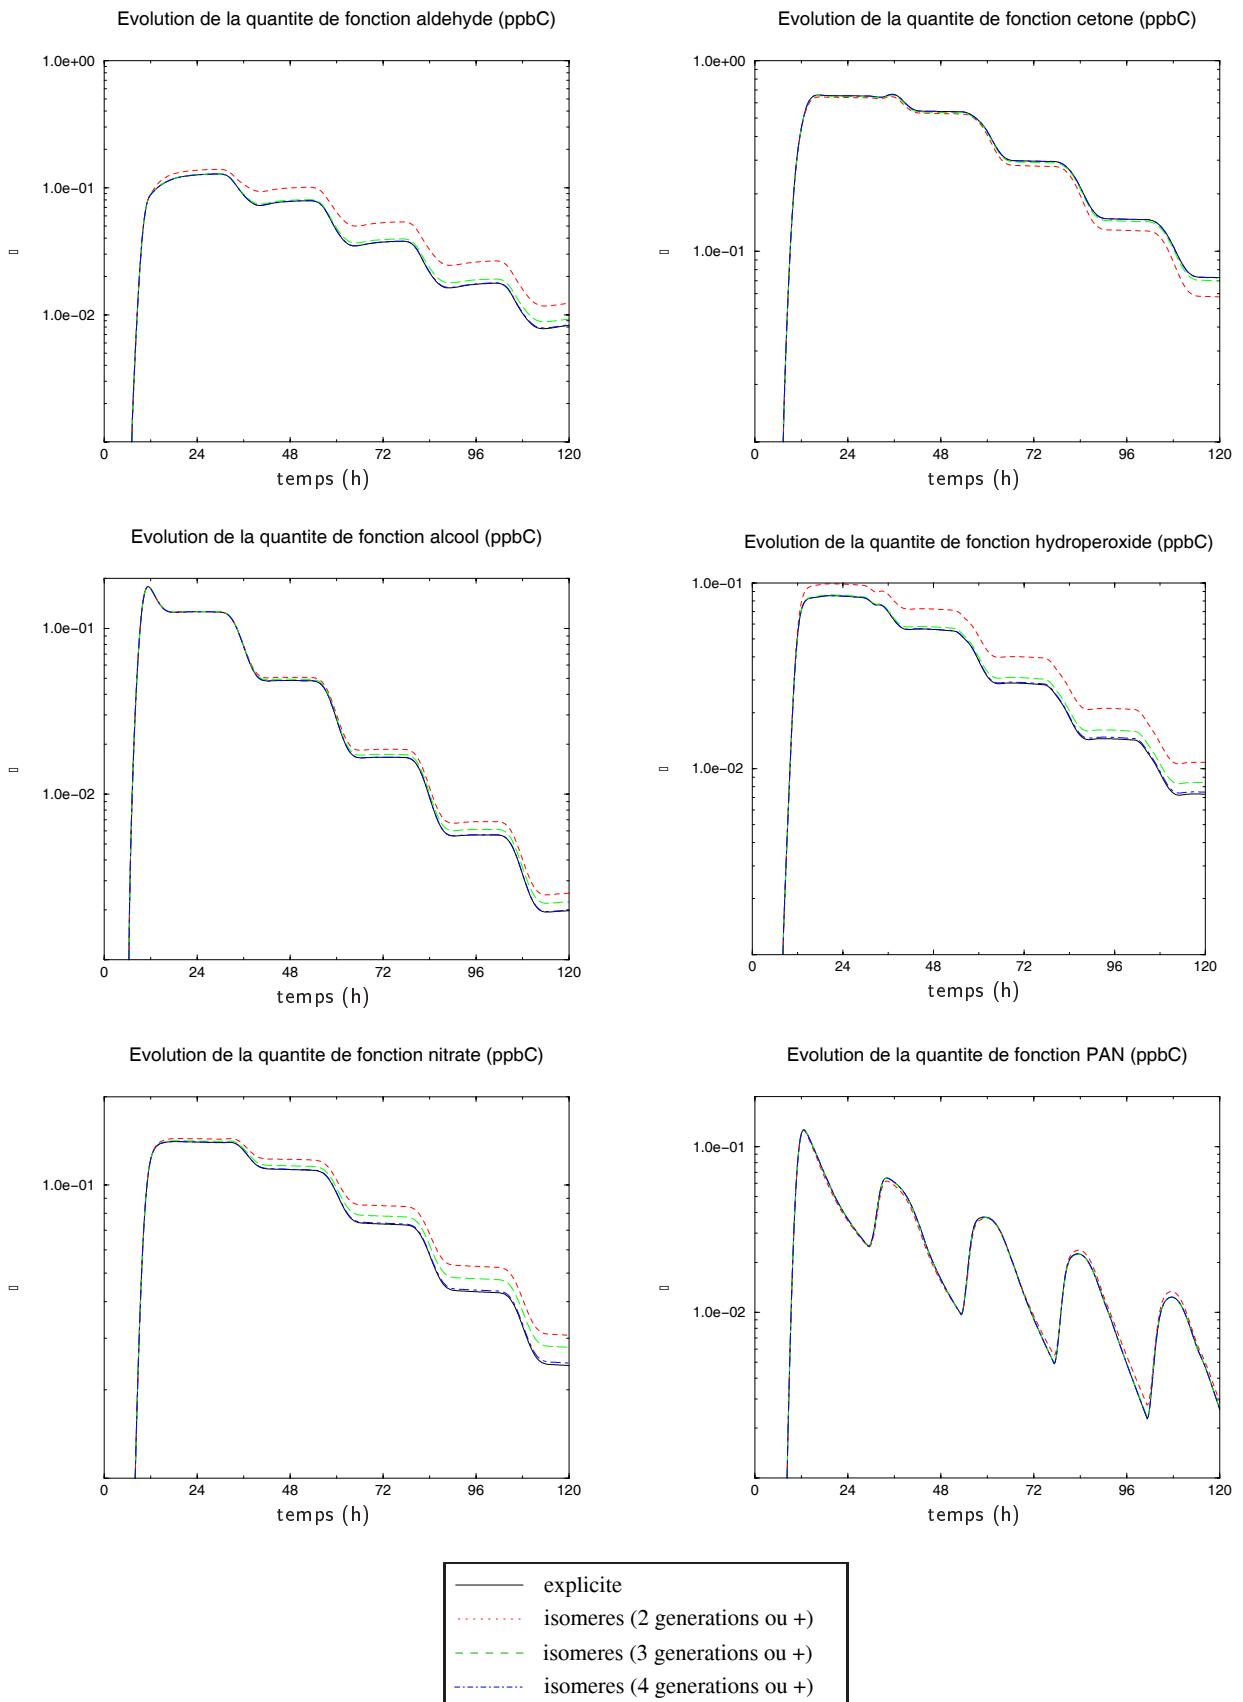 Evolution de la quantite de fonction aldehyde (ppbC)
1.0e+00
1.0e−01
1.0e−02
0 24 48 72 96 120
temps (h)
Evolution de la quantite de fonction cetone (ppbC)
1.0e+00
1.0e−01
0 24 48 72 96 120
temps (h)
Evolution de la quantite de fonction alcool (ppbC)
1.0e−01
1.0e−02
0 24 48 72 96 120
temps (h)
Evolution de la quantite de fonction hydroperoxide (ppbC)
1.0e−01
1.0e−02
0 24 48 72 96 120
temps (h)
Evolution de la quantite de fonction nitrate (ppbC)
1.0e−01
0 24 48 72 96 120
temps (h)
Evolution de la quantite de fonction PAN (ppbC)
1.0e−01
1.0e−02
0 24 48 72 96 120
temps (h)
explicite
isomeres (2 generations ou +)
isomeres (3 generations ou +)
isomeres (4 generations ou +)